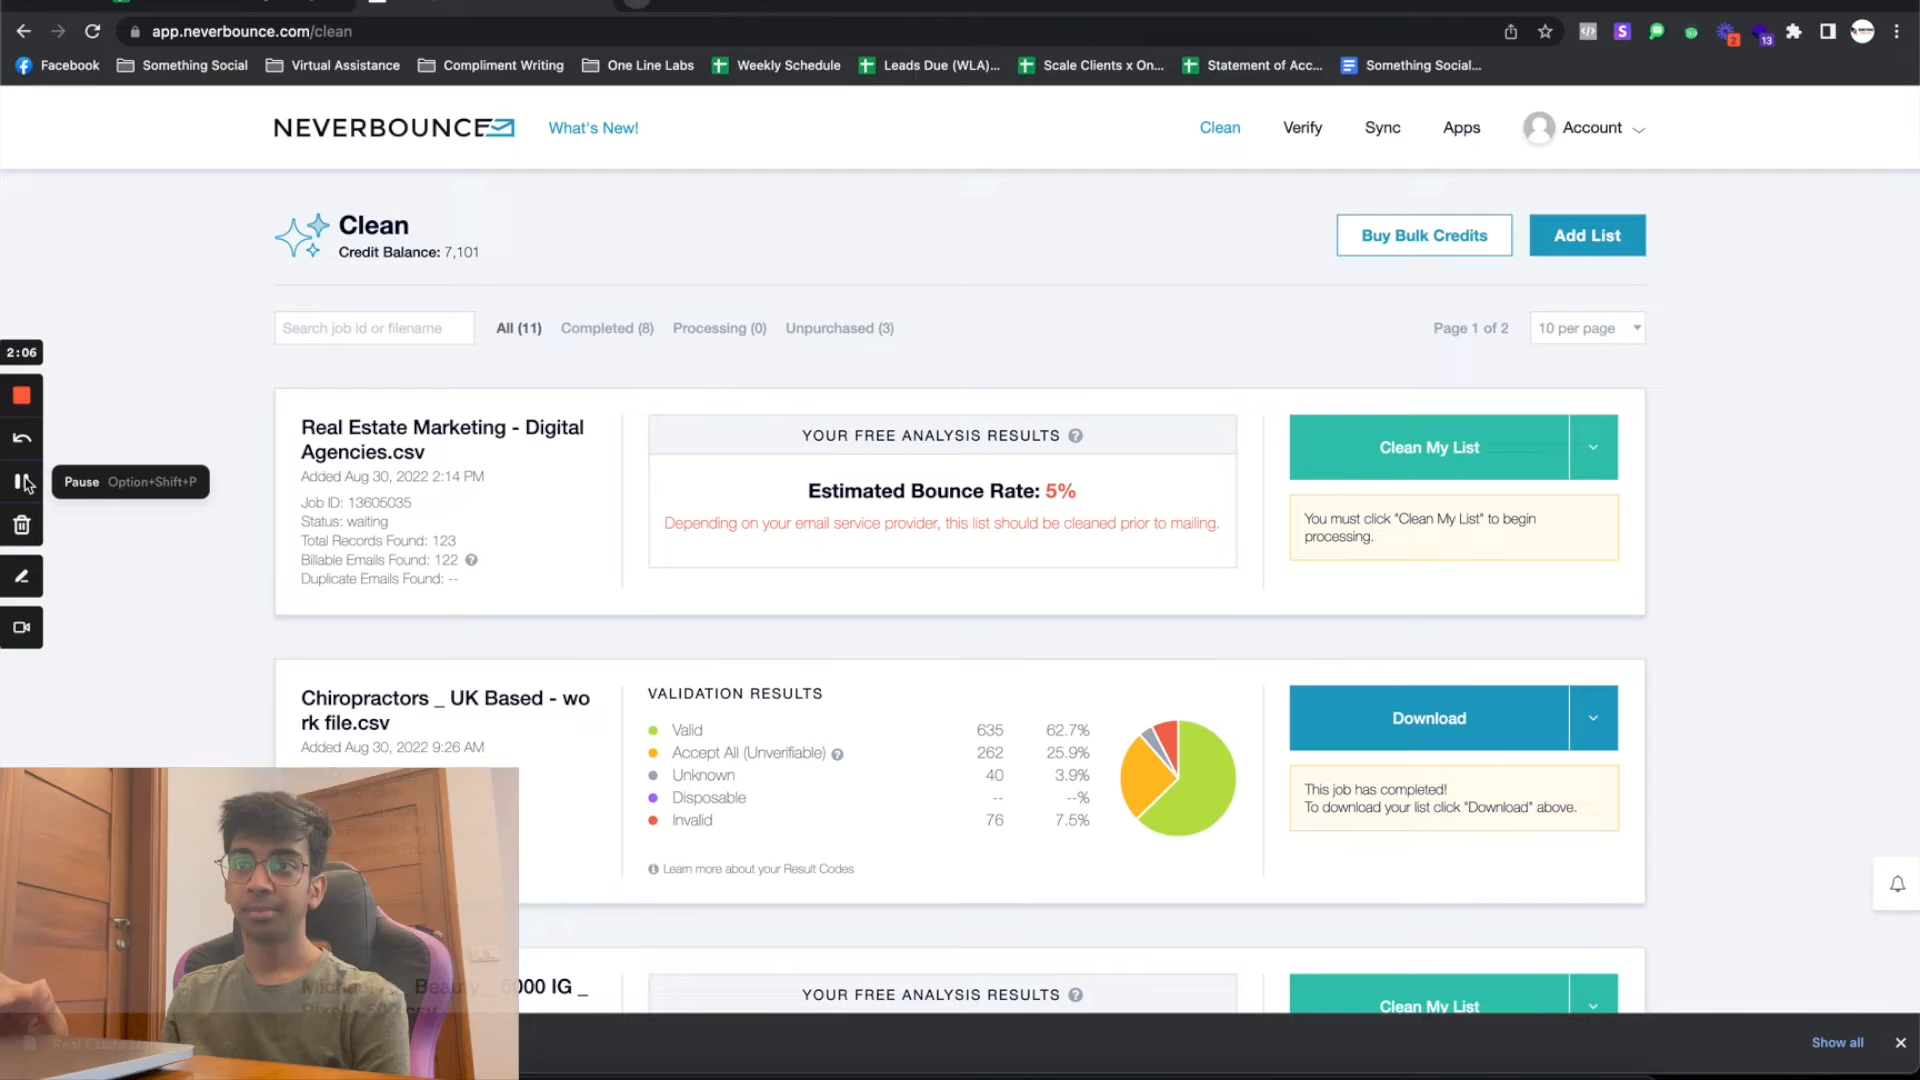 app.neverbounce.com/clean
2
13
Facebook
Something Social
Virtual Assistance
Compliment Writing
One Line Labs
Weekly Schedule
Leads Due (WLA)...
Scale Clients x On...
Statement of Acc...
Something Social...
NEVERBOUNCE
What's New!
Clean
Verify
Sync
Apps
Account
Clean
Credit Balance: 7,101
Buy Bulk Credits
Add List
Search job id or filename
All (11)
Completed (8)
Processing (0)
Unpurchased (3)
Page 1 of 2
10 per page
2:06
Pause Option+Shift+P
Real Estate Marketing - Digital
Agencies.csv
Added Aug 30, 2022 2:14 PM
Job ID: 13605035
Status: waiting
Total Records Found: 123
Billable Emails Found: 122
Duplicate Emails Found: --
YOUR FREE ANALYSIS RESULTS
Estimated Bounce Rate: 5%
Depending on your email service provider, this list should be cleaned prior to mailing.
Clean My List
You must click "Clean My List" to begin
processing.
Chiropractors _ UK Based - wo
rk file.csv
Added Aug 30, 2022 9:26 AM
VALIDATION RESULTS
Valid 635 62.7%
Accept All (Unverifiable) 262 25.9%
Unknown 40 3.9%
Disposable -- --%
Invalid 76 7.5%
Learn more about your Result Codes
Download
This job has completed!
To download your list click "Download" above.
5000 IG _
YOUR FREE ANALYSIS RESULTS
Clean My List
Show all